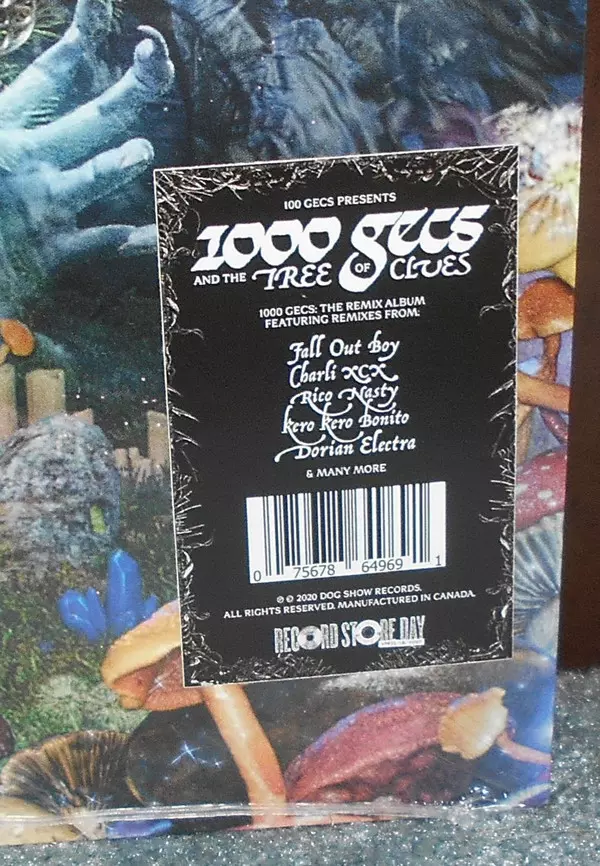 100 GECS PRESENTS
1000 gecs
AND THE TREE OF CLUES
1000 GECS: THE REMIX ALBUM
FEATURING REMIXES FROM:
Fall Out Boy
Charli XCX
Rico Nasty
kero kero Bonito
Dorian Electra
& MANY MORE
0 75678 64969 1
℗ © 2020 DOG SHOW RECORDS.
ALL RIGHTS RESERVED. MANUFACTURED IN CANADA.
RECORD STORE DAY